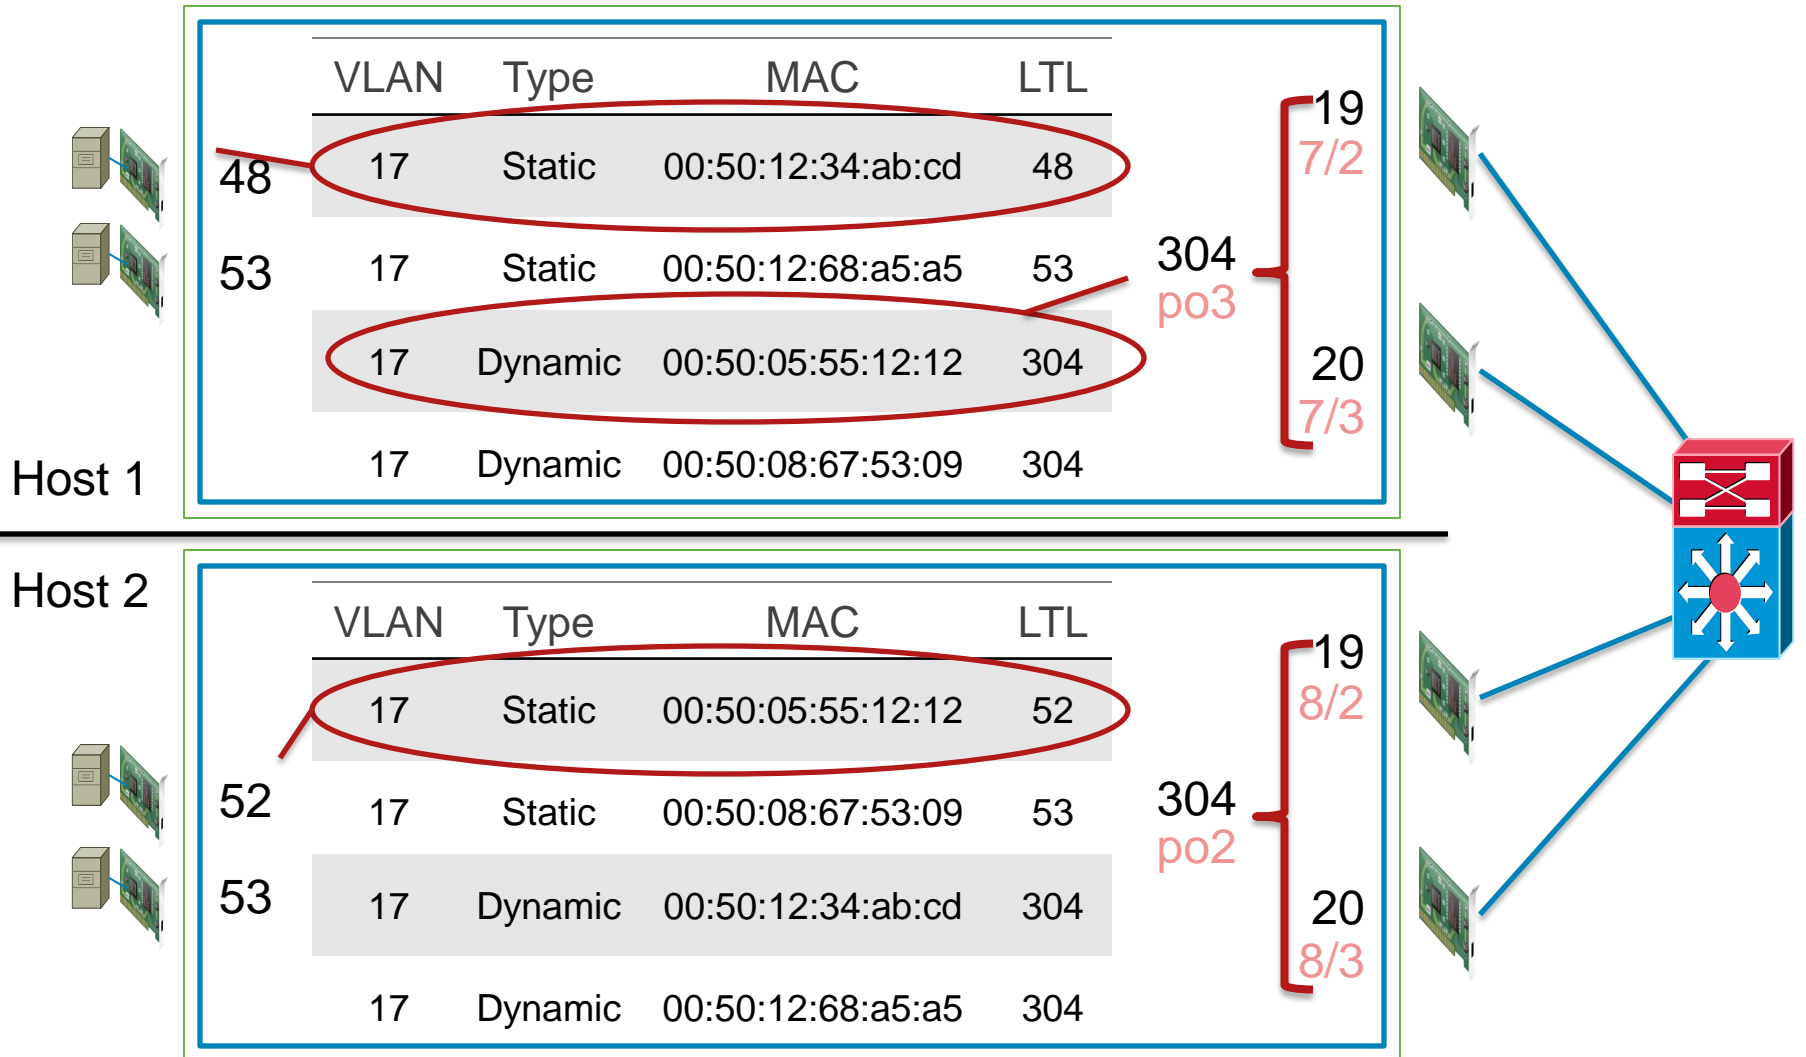 VLAN Type MAC LTL
19
7/2
48 17 Static 00:50:12:34:ab:cd 48
53 17 Static 00:50:12:68:a5:a5 53
304
po3
17 Dynamic 00:50:05:55:12:12 304
20
7/3
Host 1
17 Dynamic 00:50:08:67:53:09 304
Host 2
VLAN Type MAC LTL
19
8/2
17 Static 00:50:05:55:12:12 52
52 17 Static 00:50:08:67:53:09 53
304
po2
53 17 Dynamic 00:50:12:34:ab:cd 304
20
8/3
17 Dynamic 00:50:12:68:a5:a5 304